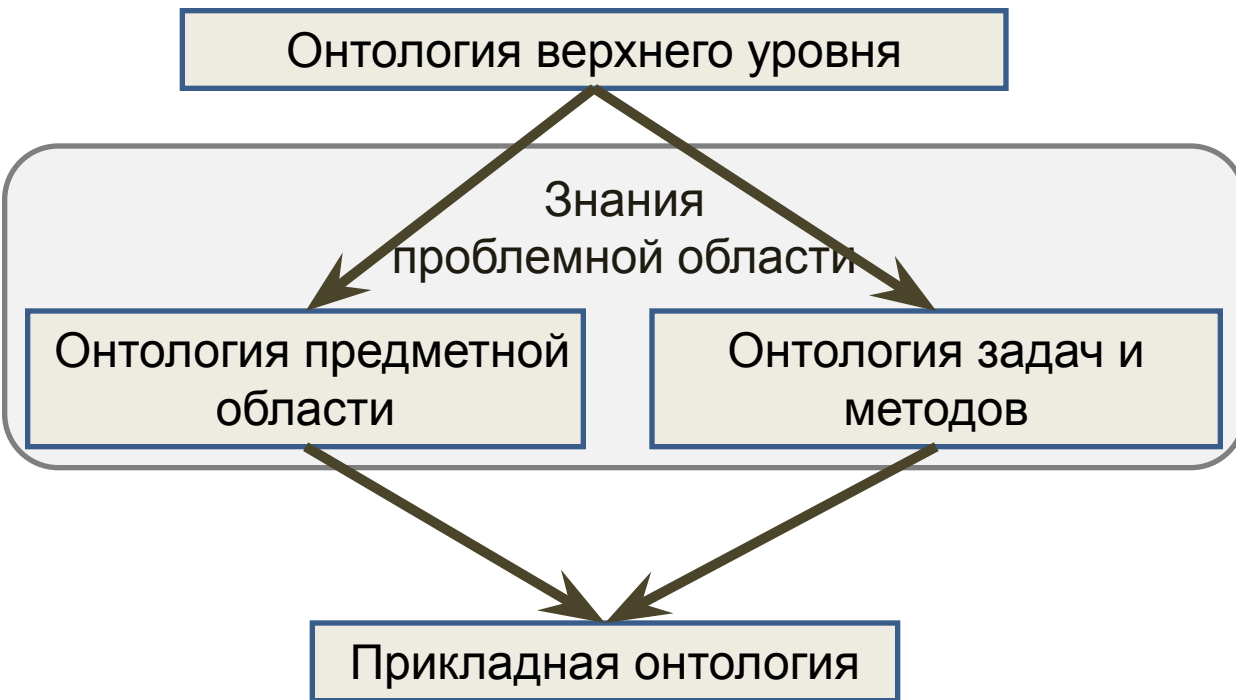 Онтология верхнего уровня
Знания
проблемной области
Онтология предметной
области
Онтология задач и
методов
Прикладная онтология